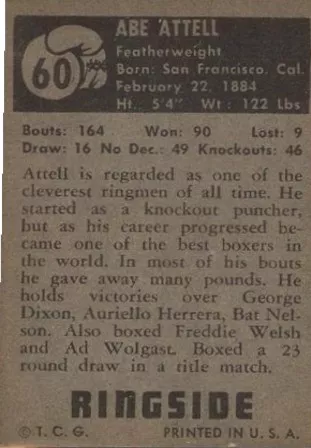 60
ABE ATTELL
Featherweight
Born: San Francisco, Cal.
February 22, 1884
Ht., 5'4" Wt: 122 Lbs
Bouts: 164 Won: 90 Lost: 9
Draw: 16 No Dec.: 49 Knockouts: 46
Attell is regarded as one of the
cleverest ringmen of all time. He
started as a knockout puncher,
but as his career progressed be-
came one of the best boxers in
the world. In most of his bouts
he gave away many pounds. He
holds victories over George
Dixon, Auriello Herrera, Bat Nel-
son. Also boxed Freddie Welsh
and Ad Wolgast. Boxed a 23
round draw in a title match.
RINGSIDE
© T. C. G. PRINTED IN U. S. A.